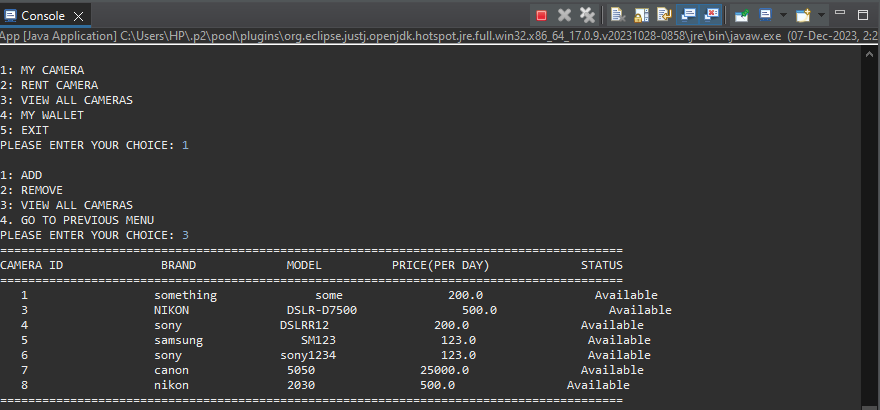 Console
App [Java Application] C:\Users\HP\.p2\pool\plugins\org.eclipse.justj.openjdk.hotspot.jre.full.win32.x86_64_17.0.9.v20231028-0858\jre\bin\javaw.exe (07-Dec-2023, 2:2
1: MY CAMERA
2: RENT CAMERA
3: VIEW ALL CAMERAS
4: MY WALLET
5: EXIT
PLEASE ENTER YOUR CHOICE: 1
1: ADD
2: REMOVE
3: VIEW ALL CAMERAS
4. GO TO PREVIOUS MENU
PLEASE ENTER YOUR CHOICE: 3
=========================================================================================
CAMERA ID              BRAND             MODEL          PRICE(PER DAY)             STATUS
=========================================================================================
   1                  something              some               200.0                Available
   3                  NIKON              DSLR-D7500               500.0                Available
   4                  sony              DSLRR12               200.0                Available
   5                  samsung              SM123               123.0                Available
   6                  sony              sony1234               123.0                Available
   7                  canon              5050               25000.0                Available
   8                  nikon              2030               500.0                Available
=========================================================================================